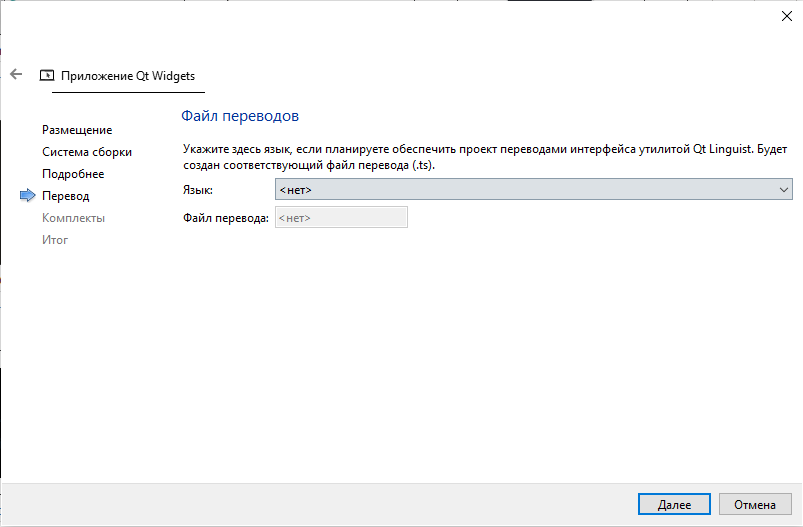 Приложение Qt Widgets
Размещение
Система сборки
Подробнее
Перевод
Комплекты
Итог
Файл переводов
Укажите здесь язык, если планируете обеспечить проект переводами интерфейса утилитой Qt Linguist. Будет
создан соответствующий файл перевода (.ts).
Язык: <нет>
Файл перевода: <нет>
Далее Отмена